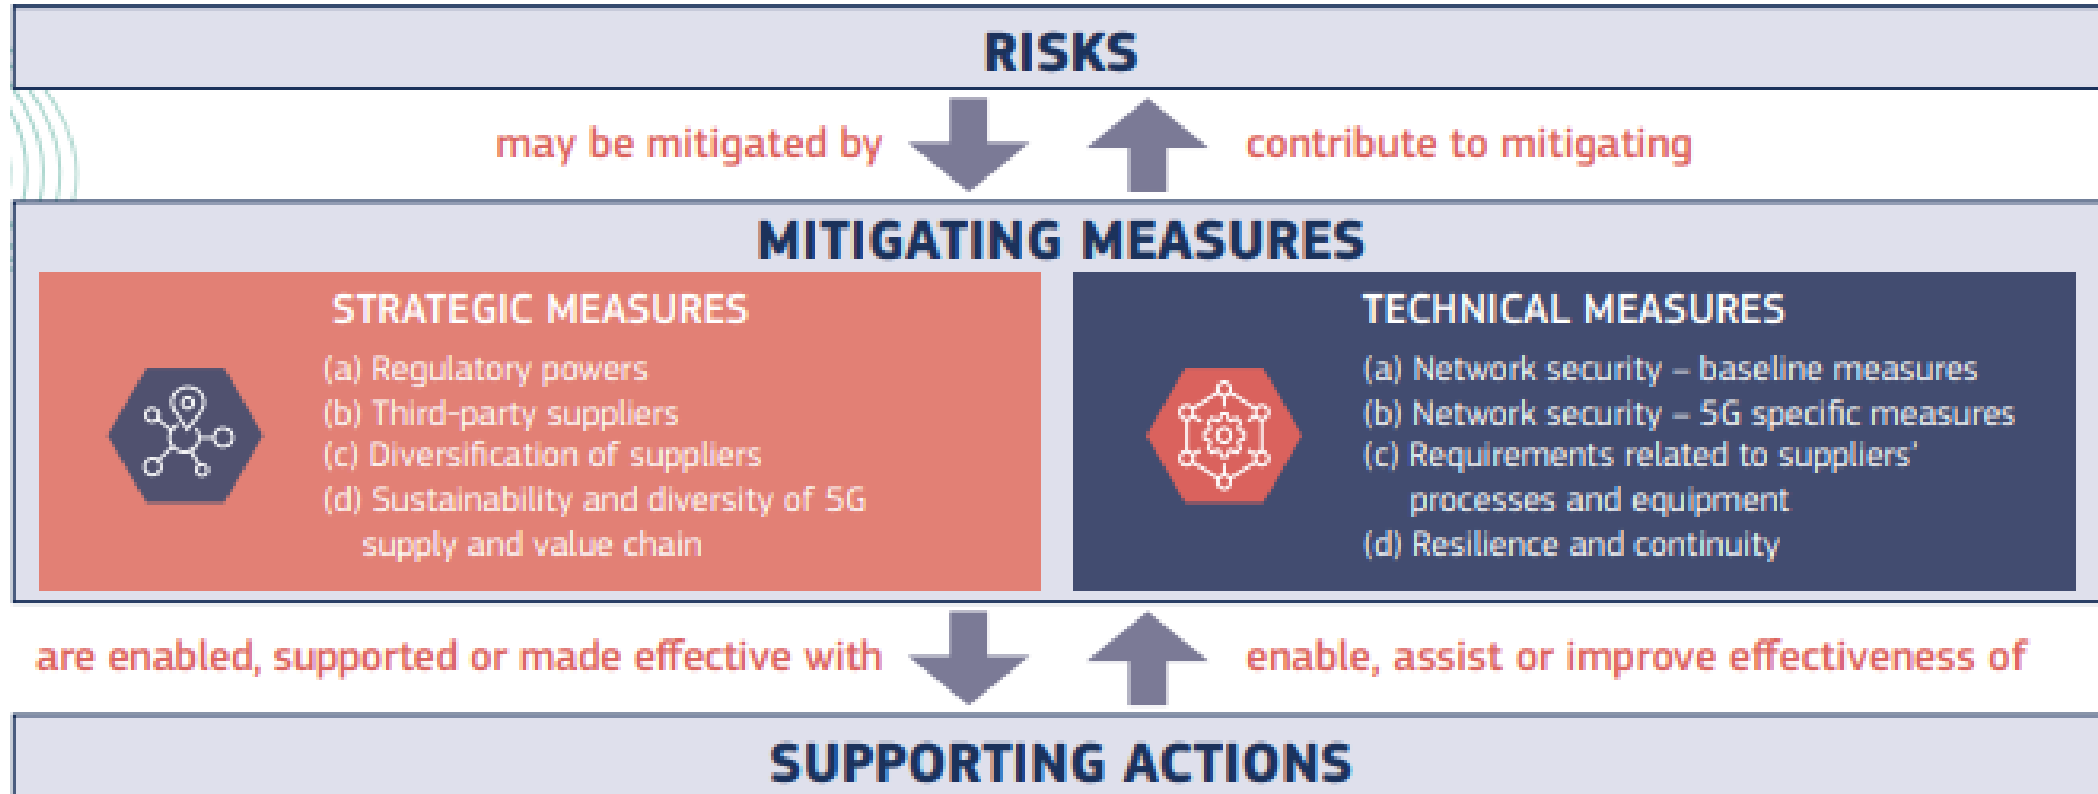 RISKS
may be mitigated by
contribute to mitigating
MITIGATING MEASURES
STRATEGIC MEASURES
(a) Regulatory powers
(b) Third-party suppliers
(c) Diversification of suppliers
(d) Sustainability and diversity of 5G
supply and value chain
TECHNICAL MEASURES
(a) Network security – baseline measures
(b) Network security – 5G specific measures
(c) Requirements related to suppliers'
processes and equipment
(d) Resilience and continuity
are enabled, supported or made effective with
enable, assist or improve effectiveness of
SUPPORTING ACTIONS